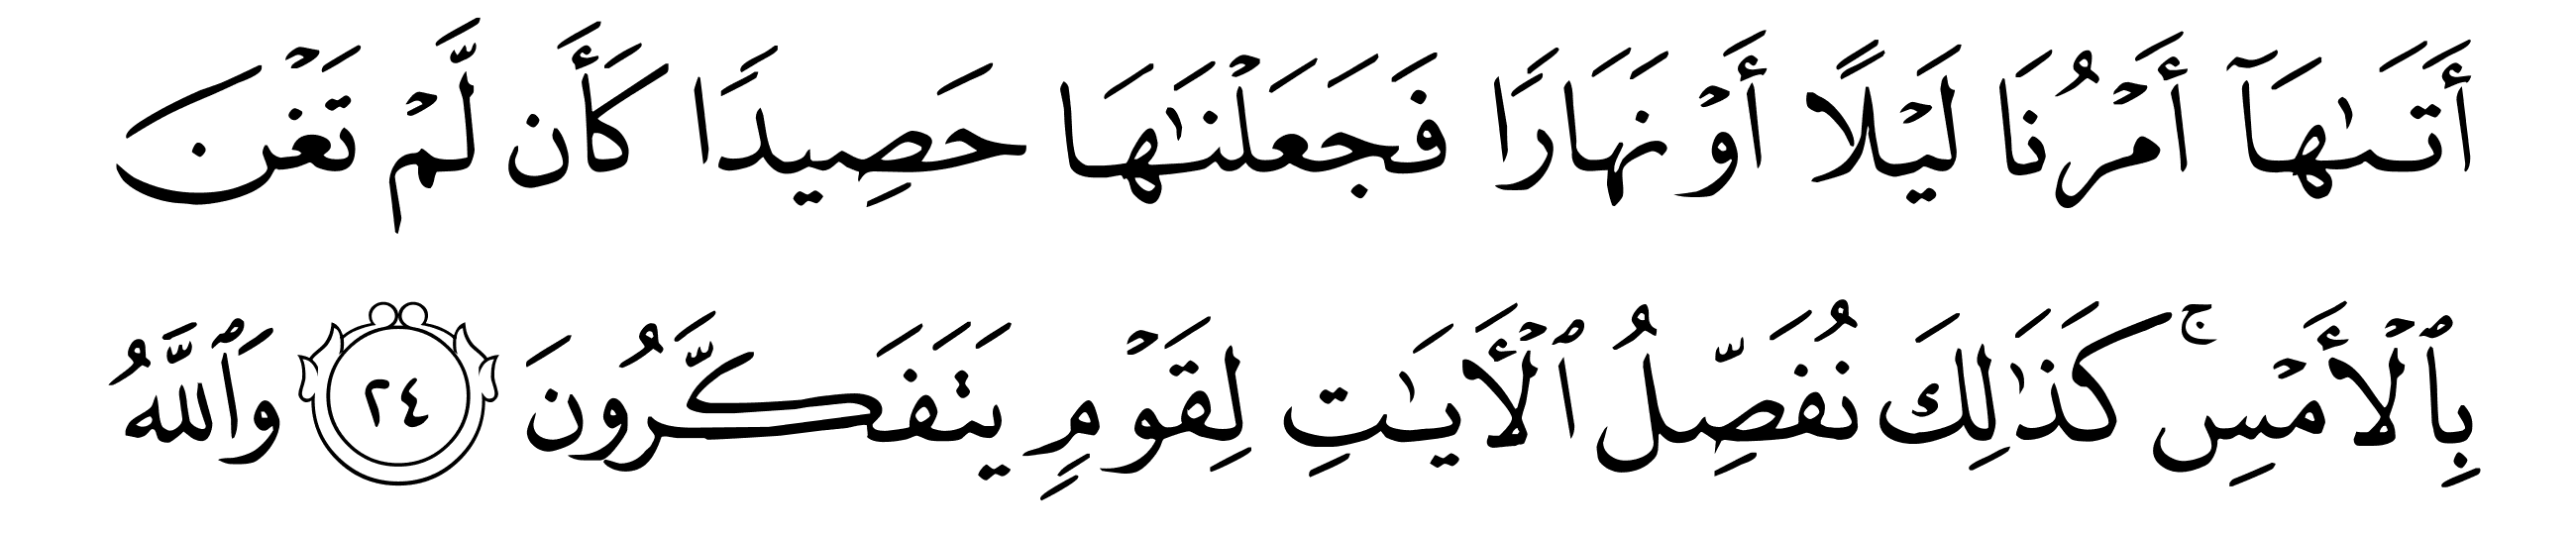 أَتَىٰهَآ أَمْرُنَا لَيْلًا أَوْ نَهَارًا فَجَعَلْنَٰهَا حَصِيدًا كَأَن لَّمْ تَغْنَ
بِٱلْأَمْسِ ۚ كَذَٰلِكَ نُفَصِّلُ ٱلْأَيَٰتِ لِقَوْمٍ يَتَفَكَّرُونَ ٢٤ وَٱللَّهُ